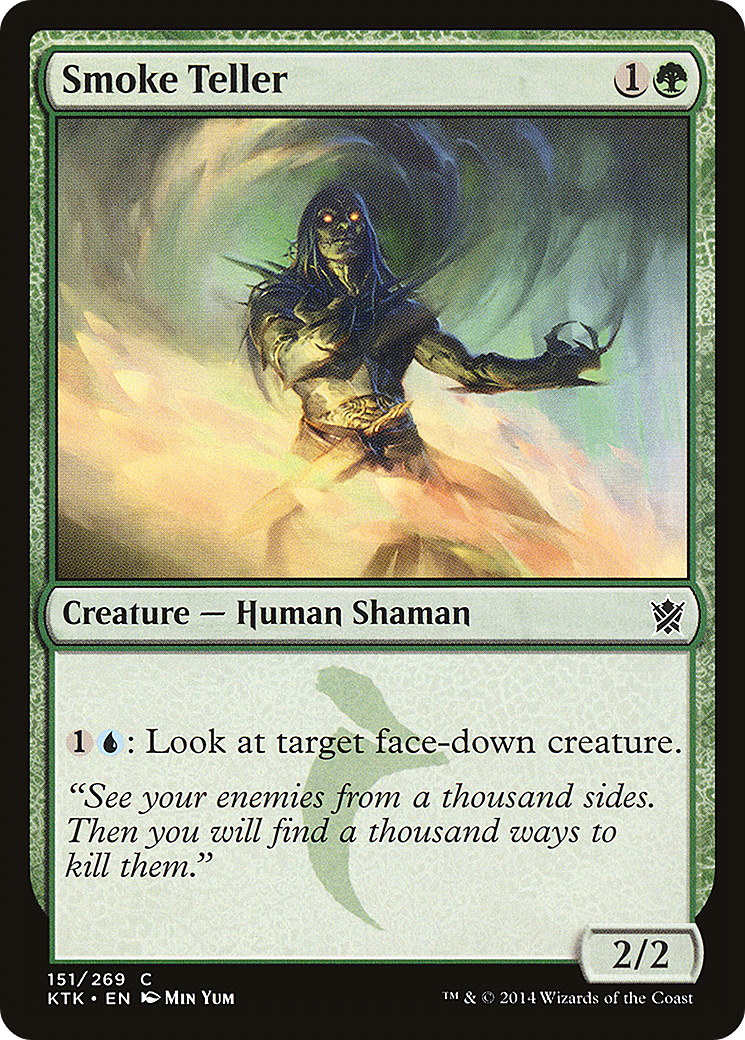 Smoke Teller 1
Creature — Human Shaman
1 : Look at target face-down creature.
“See your enemies from a thousand sides.
Then you will find a thousand ways to
kill them.”
2/2
151/269 C
KTK • EN Min Yum
™ & © 2014 Wizards of the Coast